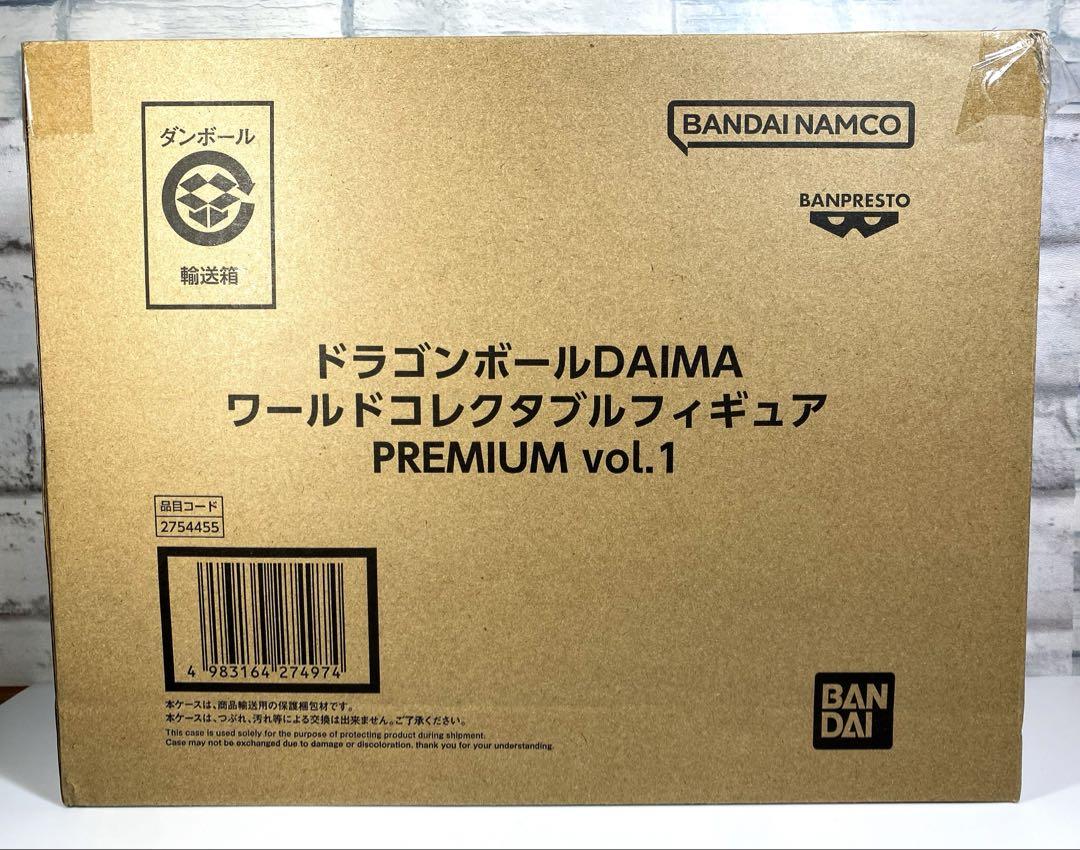 ダンボール
輸送箱
BANDAI NAMCO
BANPRESTO
ドラゴンボールDAIMA
ワールドコレクタブルフィギュア
PREMIUM vol.1
品目コード
2754455
4 983164 274974
本ケースは、商品輸送用の保護梱包材です。
本ケースは、つぶれ、汚れ等による交換は出来ません。ご了承ください。
This case is used solely for the purpose of protecting product during shipment.
Case may not be exchanged due to damage or discoloration. thank you for your understanding.
BAN
DAI